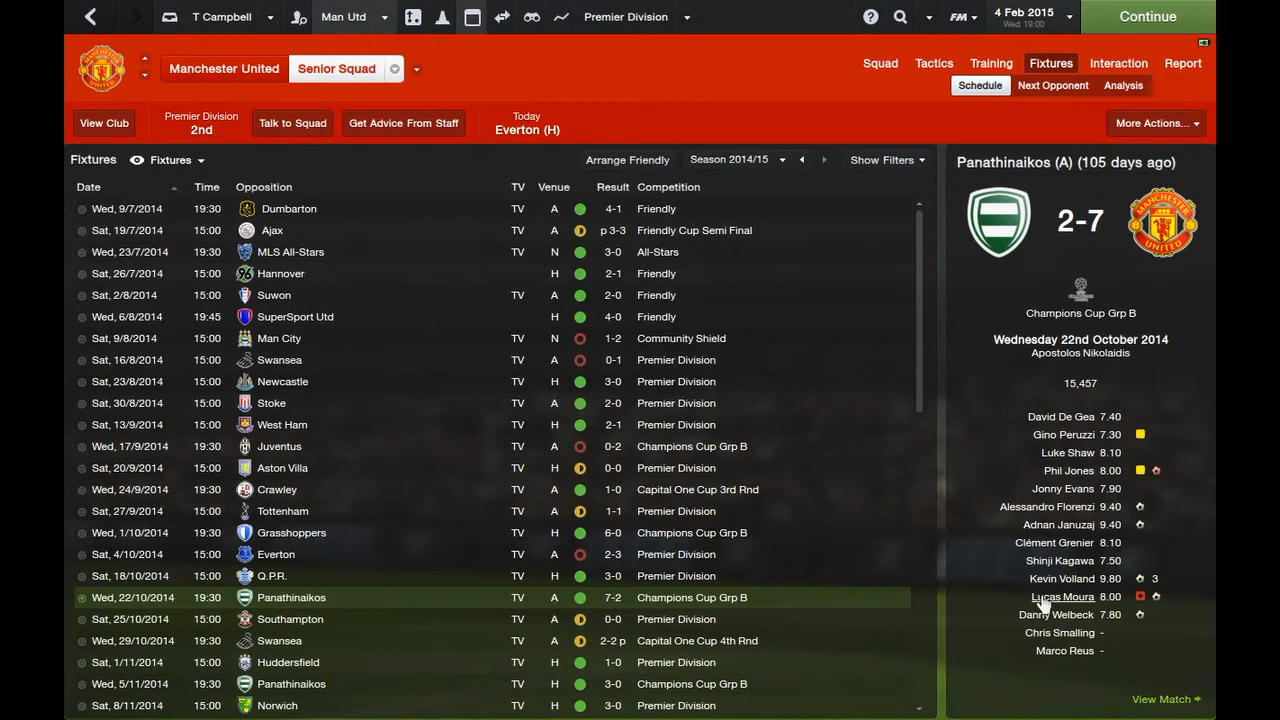 T Campbell Man Utd Premier Division FM 4 Feb 2015 Wed 19:00 Continue
Manchester United Senior Squad Squad Tactics Training Fixtures Interaction Report
Schedule Next Opponent Analysis
View Club Premier Division 2nd Talk to Squad Get Advice From Staff Today Everton (H) More Actions...
Fixtures Fixtures Arrange Friendly Season 2014/15 Show Filters
Date Time Opposition TV Venue Result Competition
Wed, 9/7/2014 19:30 Dumbarton TV A 4-1 Friendly
Sat, 19/7/2014 15:00 Ajax TV A p 3-3 Friendly Cup Semi Final
Wed, 23/7/2014 19:30 MLS All-Stars TV N 3-0 All-Stars
Sat, 26/7/2014 15:00 Hannover H 2-1 Friendly
Sat, 2/8/2014 15:00 Suwon TV A 2-0 Friendly
Wed, 6/8/2014 19:45 SuperSport Utd H 4-0 Friendly
Sat, 9/8/2014 15:00 Man City TV N 1-2 Community Shield
Sat, 16/8/2014 15:00 Swansea TV A 0-1 Premier Division
Sat, 23/8/2014 15:00 Newcastle TV H 3-0 Premier Division
Sat, 30/8/2014 15:00 Stoke TV A 2-0 Premier Division
Sat, 13/9/2014 15:00 West Ham TV H 2-1 Premier Division
Wed, 17/9/2014 19:30 Juventus TV A 0-2 Champions Cup Grp B
Sat, 20/9/2014 15:00 Aston Villa TV H 0-0 Premier Division
Wed, 24/9/2014 19:30 Crawley TV A 1-0 Capital One Cup 3rd Rnd
Sat, 27/9/2014 15:00 Tottenham TV A 1-1 Premier Division
Wed, 1/10/2014 19:30 Grasshoppers TV H 6-0 Champions Cup Grp B
Sat, 4/10/2014 15:00 Everton TV A 2-3 Premier Division
Sat, 18/10/2014 15:00 Q.P.R. TV H 3-0 Premier Division
Wed, 22/10/2014 19:30 Panathinaikos TV A 7-2 Champions Cup Grp B
Sat, 25/10/2014 15:00 Southampton TV A 0-0 Premier Division
Wed, 29/10/2014 19:30 Swansea TV A 2-2 p Capital One Cup 4th Rnd
Sat, 1/11/2014 15:00 Huddersfield TV H 1-0 Premier Division
Wed, 5/11/2014 19:30 Panathinaikos TV H 3-0 Champions Cup Grp B
Sat, 8/11/2014 15:00 Norwich TV H 3-0 Premier Division
Panathinaikos (A) (105 days ago)
2-7
Champions Cup Grp B
Wednesday 22nd October 2014
Apostolos Nikolaidis
15,457
David De Gea 7.40
Gino Peruzzi 7.30
Luke Shaw 8.10
Phil Jones 8.00
Jonny Evans 7.90
Alessandro Florenzi 9.40
Adnan Januzaj 9.40
Clément Grenier 8.10
Shinji Kagawa 7.50
Kevin Volland 9.80 3
Lucas Moura 8.00
Danny Welbeck 7.80
Chris Smalling -
Marco Reus -
View Match